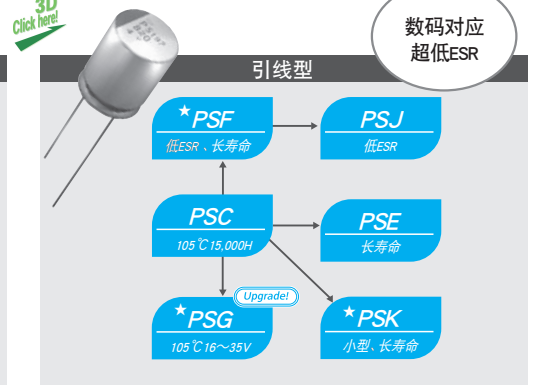 3D
Click here!
数码对应
超低ESR
引线型
★PSF
低ESR、长寿命
PSJ
低ESR
PSC
105℃15,000H
PSE
长寿命
Upgrade!
★PSG
105℃16～35V
★PSK
小型、长寿命